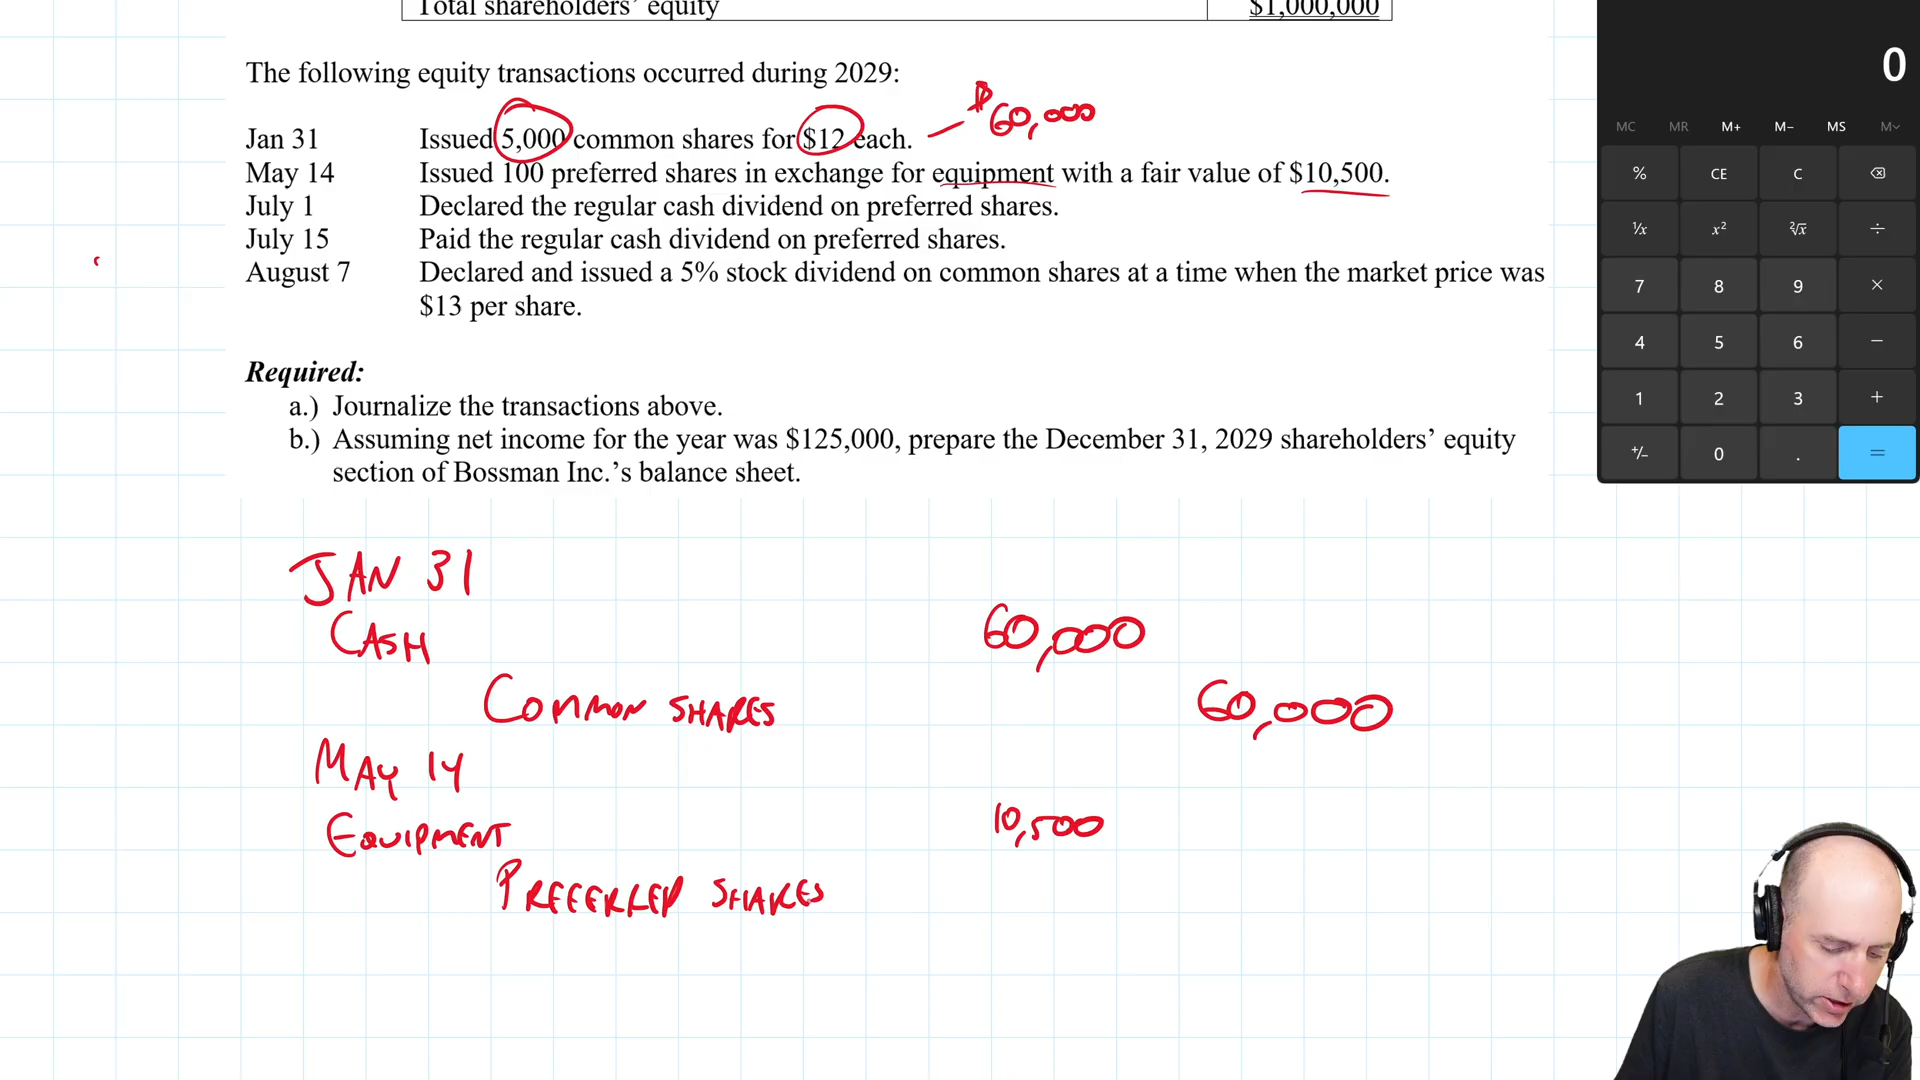 Total shareholders' equity $1,000,000
The following equity transactions occurred during 2029:
$60,000
Jan 31 Issued 5,000 common shares for $12 each.
May 14 Issued 100 preferred shares in exchange for equipment with a fair value of $10,500.
July 1 Declared the regular cash dividend on preferred shares.
July 15 Paid the regular cash dividend on preferred shares.
August 7 Declared and issued a 5% stock dividend on common shares at a time when the market price was
$13 per share.
Required:
a.) Journalize the transactions above.
b.) Assuming net income for the year was $125,000, prepare the December 31, 2029 shareholders' equity
section of Bossman Inc.'s balance sheet.
JAN 31
CASH 60,000
COMMON SHARES 60,000
MAY 14
EQUIPMENT 10,500
PREFERRED SHARES
0
MC MR M+ M− MS M˅
% CE C ⌫
⅟x x² ²√x ÷
7 8 9 ×
4 5 6 −
1 2 3 +
+/− 0 . =